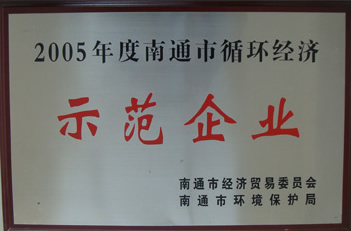 2005年度南通市循环经济
示范企业
南通市经济贸易委员会
南通市环境保护局